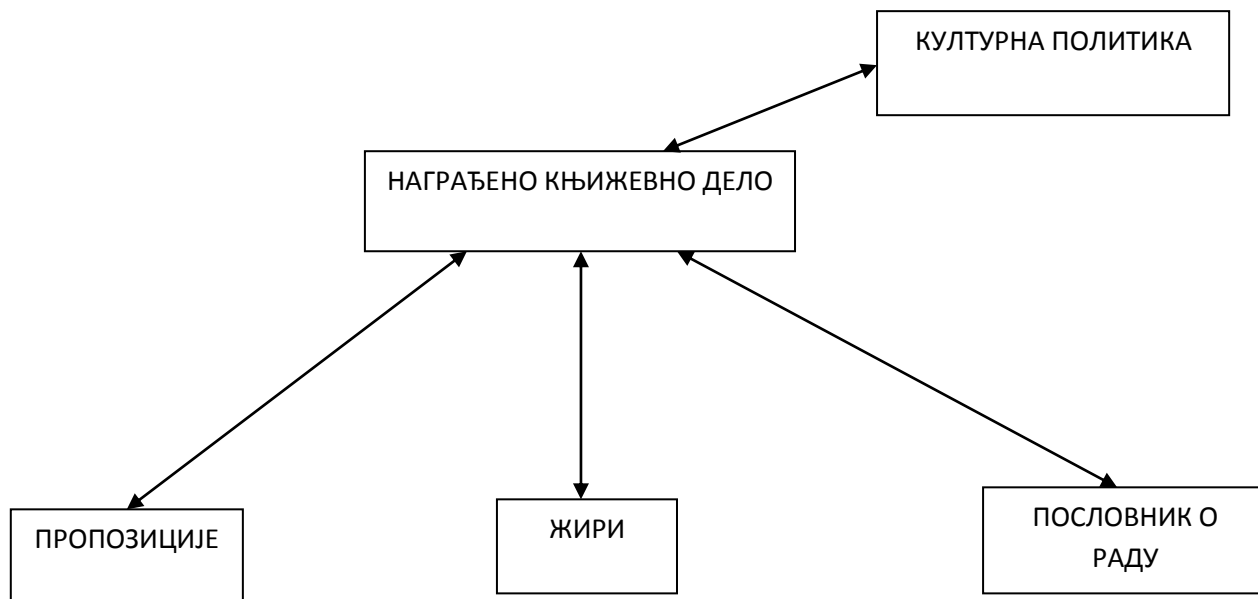 КУЛТУРНА ПОЛИТИКА
НАГРАЂЕНО КЊИЖЕВНО ДЕЛО
ПРОПОЗИЦИЈЕ
ЖИРИ
ПОСЛОВНИК О
РАДУ